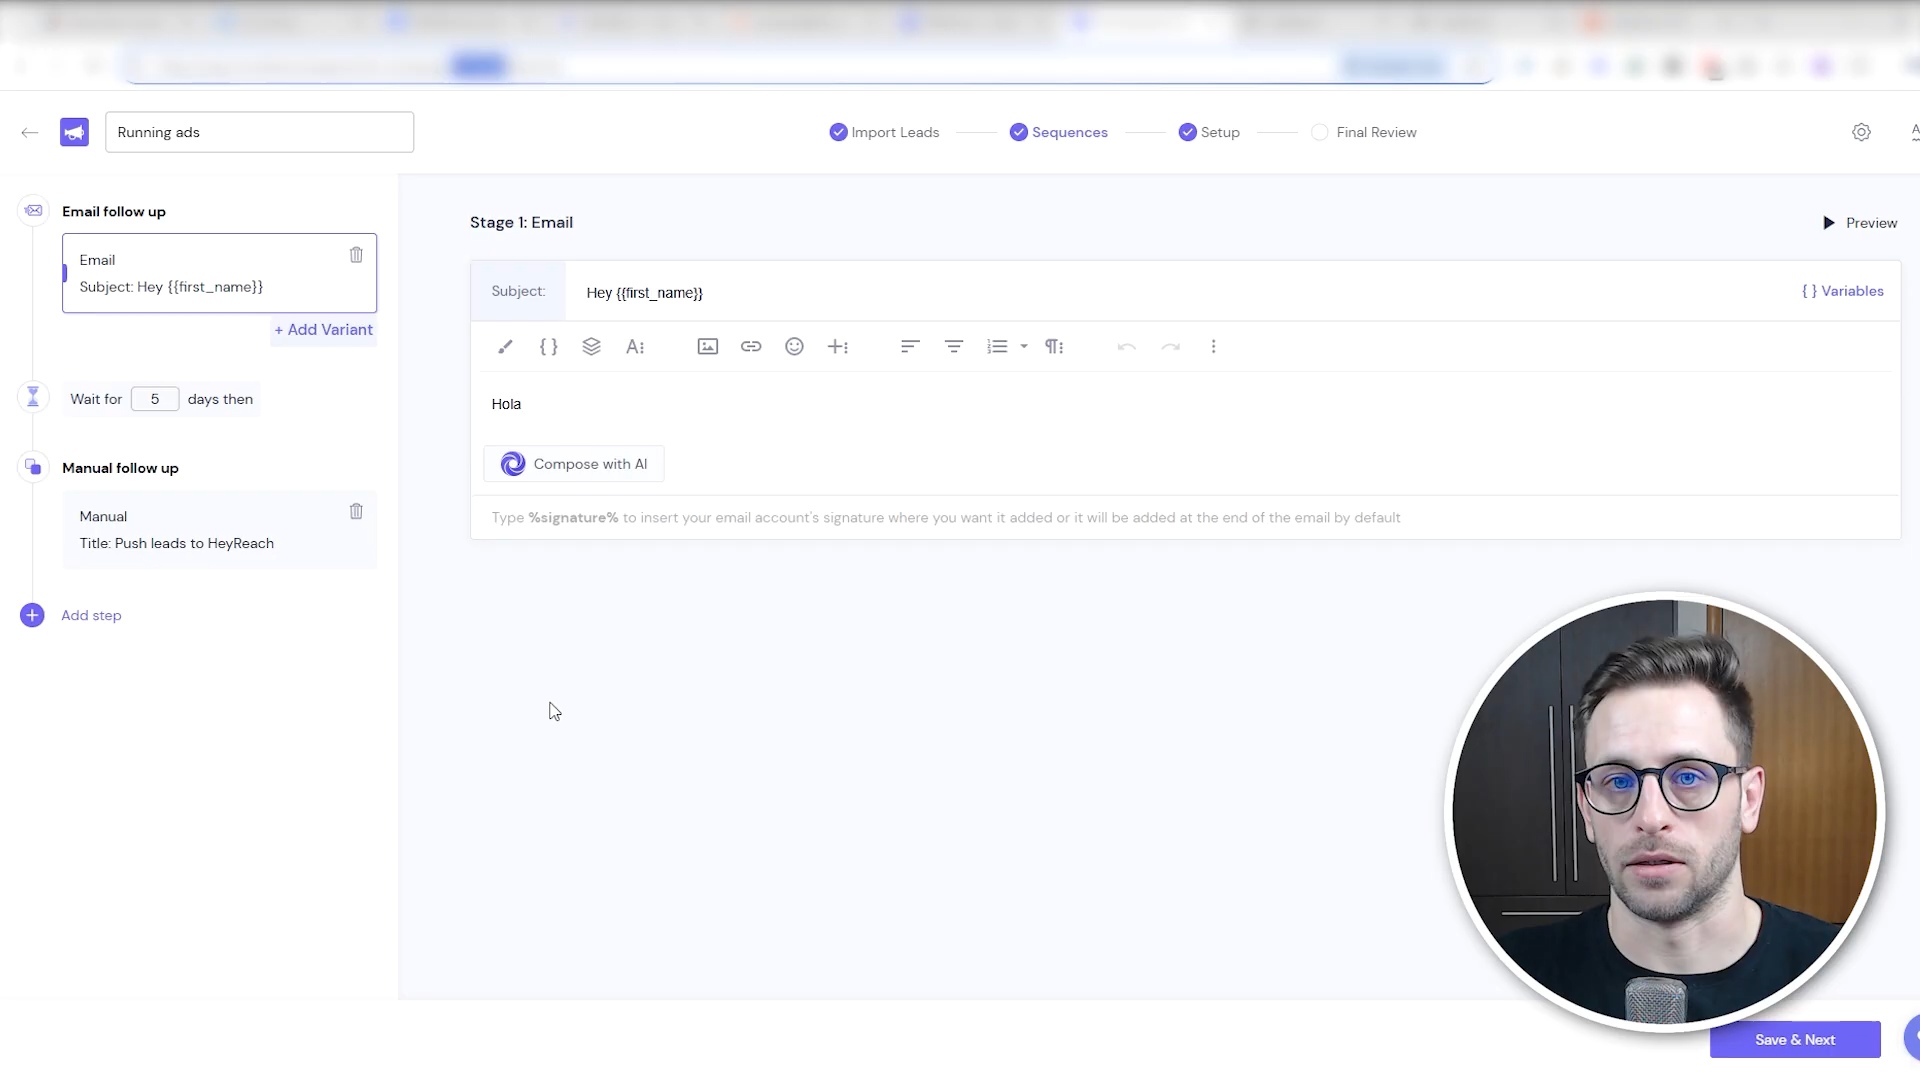 Running ads
Import Leads
Sequences
Setup
Final Review
Email follow up
Email
Subject: Hey {{first_name}}
+ Add Variant
Wait for 5 days then
Manual follow up
Manual
Title: Push leads to HeyReach
Add step
Stage 1: Email
Preview
Subject:
Hey {{first_name}}
{ } Variables
Hola
Compose with AI
Type %signature% to insert your email account's signature where you want it added or it will be added at the end of the email by default
Save & Next